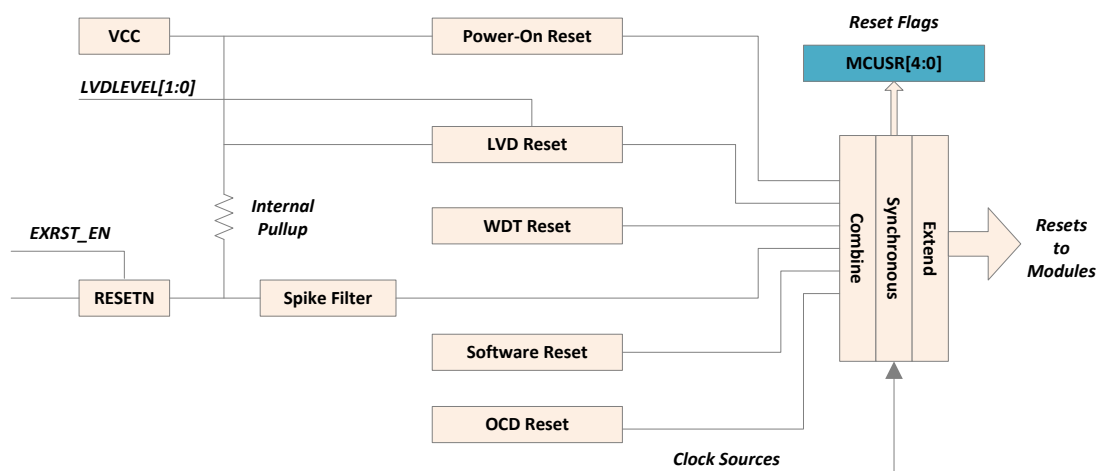 Reset Flags
VCC
Power-On Reset
MCUSR[4:0]
LVDLEVEL[1:0]
LVD Reset
Internal
Pullup
WDT Reset
EXRST_EN
RESETN
Spike Filter
Combine
Synchronous
Extend
Resets
to
Modules
Software Reset
OCD Reset
Clock Sources